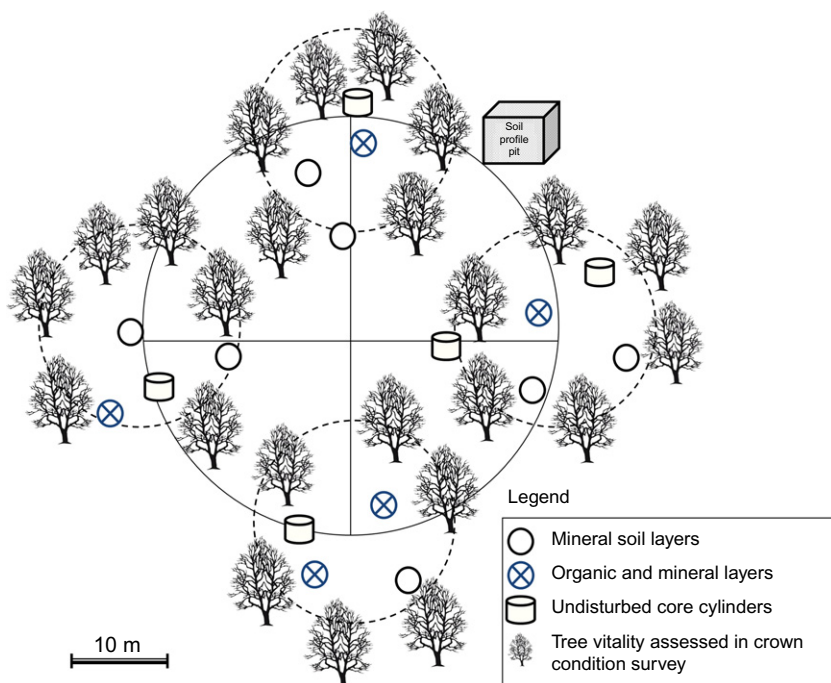 Soil
profile
pit
Legend
Mineral soil layers
Organic and mineral layers
Undisturbed core cylinders
Tree vitality assessed in crown
condition survey
10 m